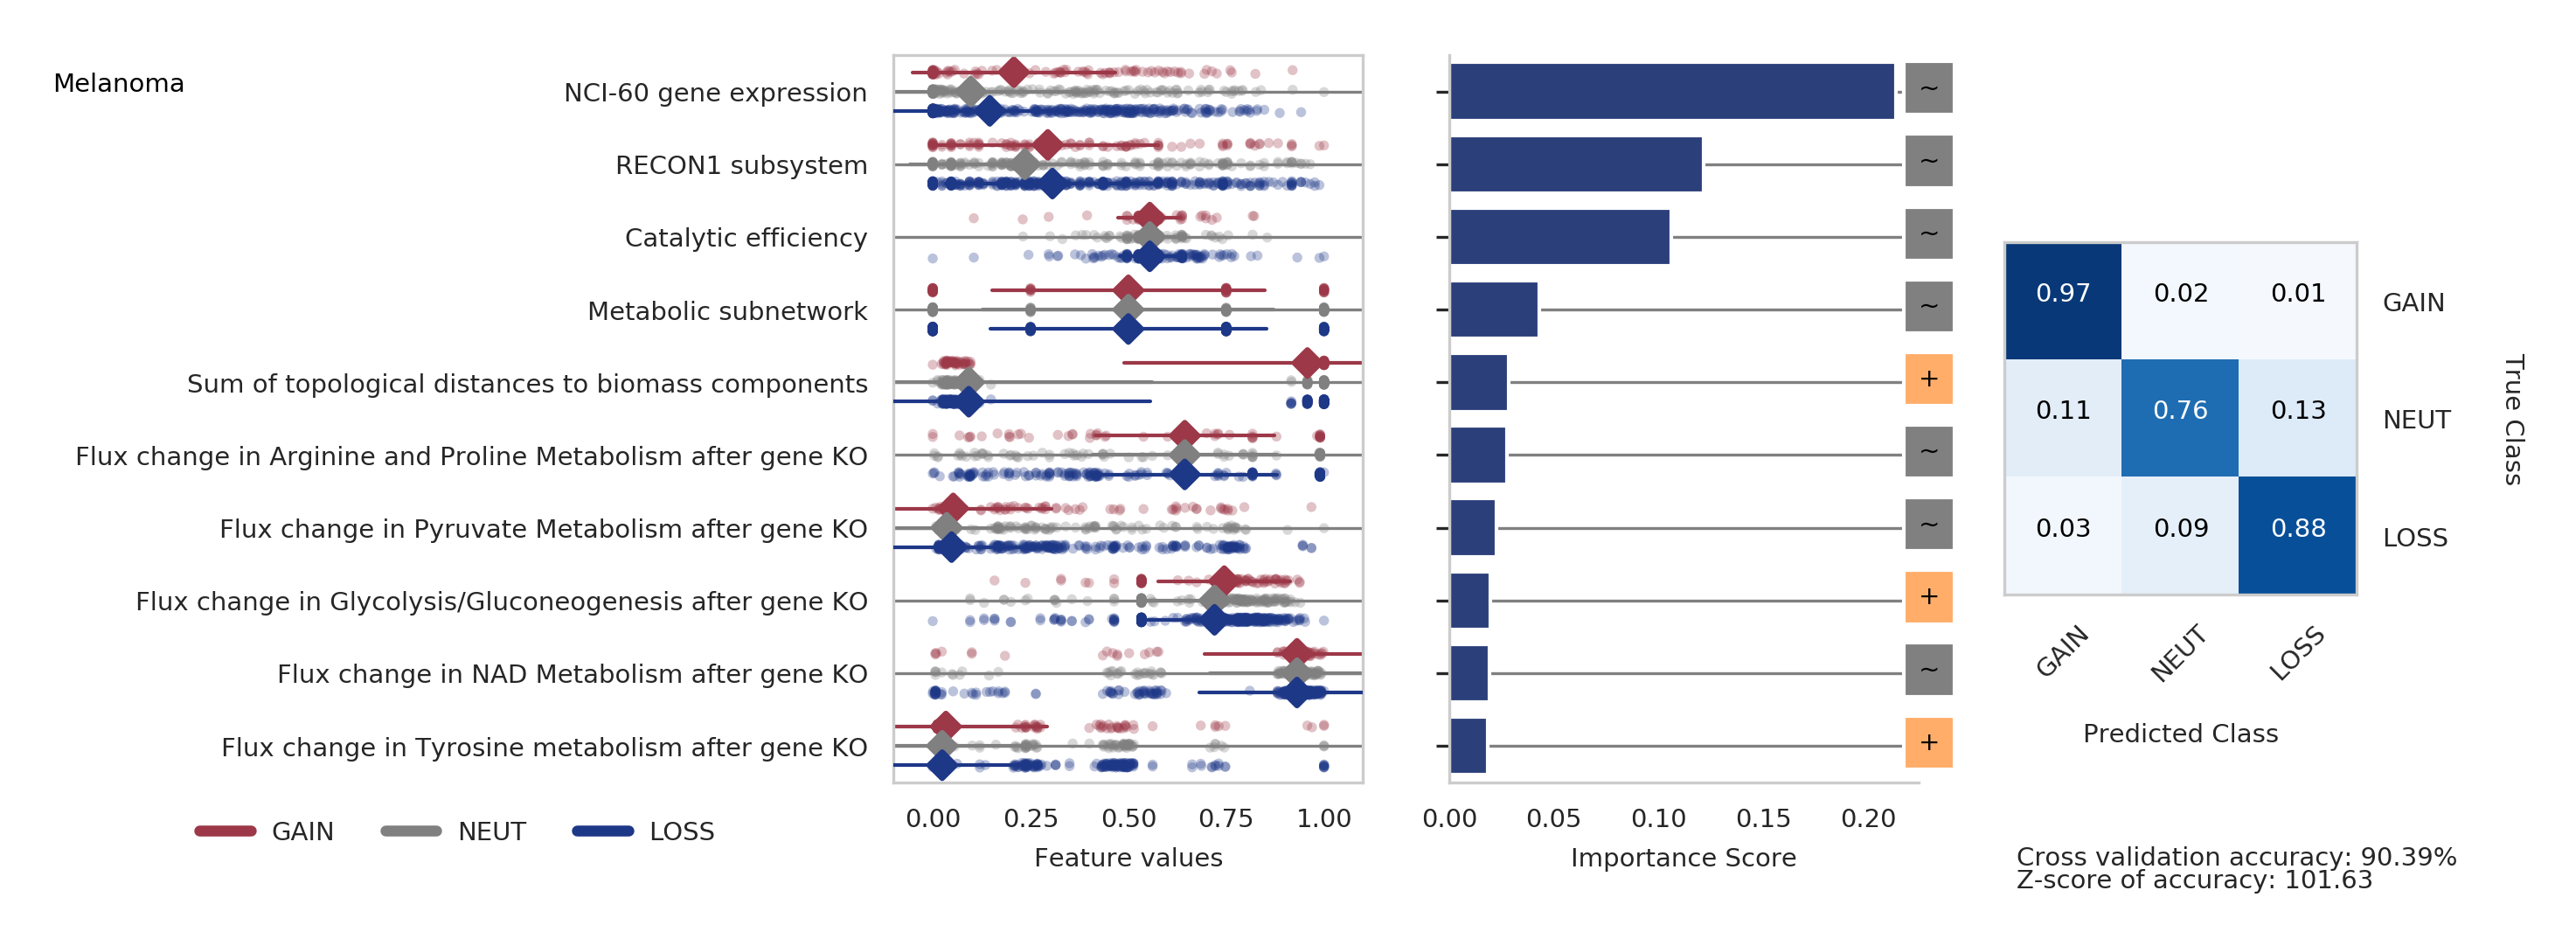 Melanoma
NCI-60 gene expression
RECON1 subsystem
Catalytic efficiency
Metabolic subnetwork
Sum of topological distances to biomass components
Flux change in Arginine and Proline Metabolism after gene KO
Flux change in Pyruvate Metabolism after gene KO
Flux change in Glycolysis/Gluconeogenesis after gene KO
Flux change in NAD Metabolism after gene KO
Flux change in Tyrosine metabolism after gene KO
GAIN NEUT LOSS
0.00 0.25 0.50 0.75 1.00
Feature values
~
~
~
~
+
~
~
+
~
+
0.00 0.05 0.10 0.15 0.20
Importance Score
0.97 0.02 0.01 GAIN
0.11 0.76 0.13 NEUT
0.03 0.09 0.88 LOSS
True Class
GAIN NEUT LOSS
Predicted Class
Cross validation accuracy: 90.39%
Z-score of accuracy: 101.63